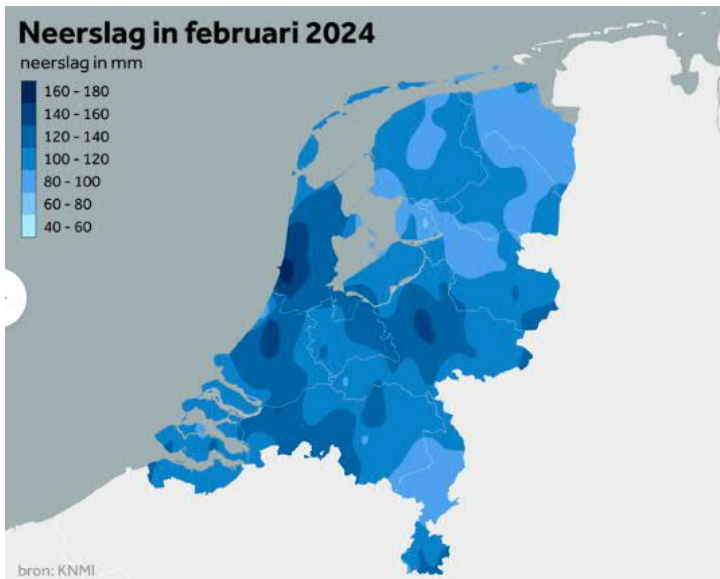 Neerslag in februari 2024
neerslag in mm
160 - 180
140 - 160
120 - 140
100 - 120
80 - 100
60 - 80
40 - 60
bron: KNMI